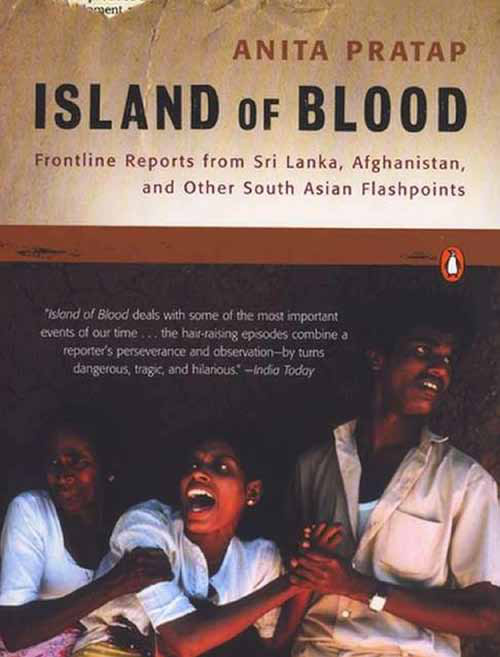 ment
ANITA PRATAP
ISLAND OF BLOOD
Frontline Reports from Sri Lanka, Afghanistan,
and Other South Asian Flashpoints
"Island of Blood deals with some of the most important
events of our time . . . the hair-raising episodes combine a
reporter's perseverance and observation—by turns
dangerous, tragic, and hilarious." —India Today